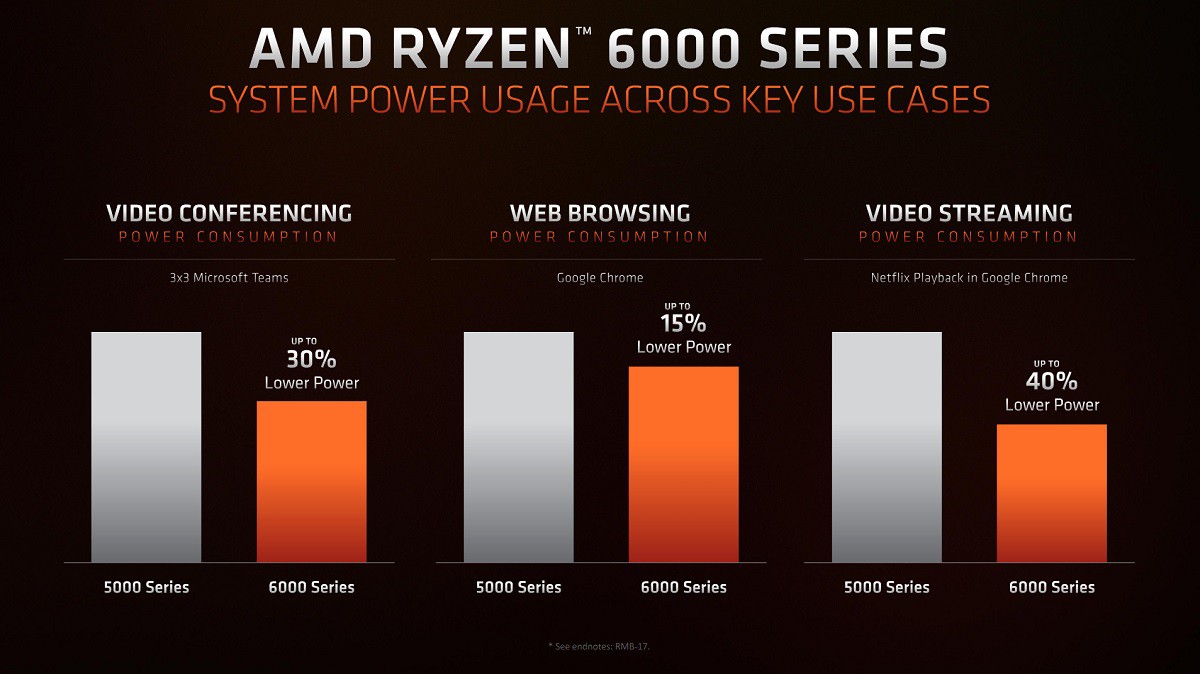 AMD RYZEN™ 6000 SERIES
SYSTEM POWER USAGE ACROSS KEY USE CASES
VIDEO CONFERENCING
POWER CONSUMPTION
3x3 Microsoft Teams
UP TO
30%
Lower Power
5000 Series
6000 Series
WEB BROWSING
POWER CONSUMPTION
Google Chrome
UP TO
15%
Lower Power
5000 Series
6000 Series
VIDEO STREAMING
POWER CONSUMPTION
Netflix Playback in Google Chrome
UP TO
40%
Lower Power
5000 Series
6000 Series
* See endnotes: RMB-17.